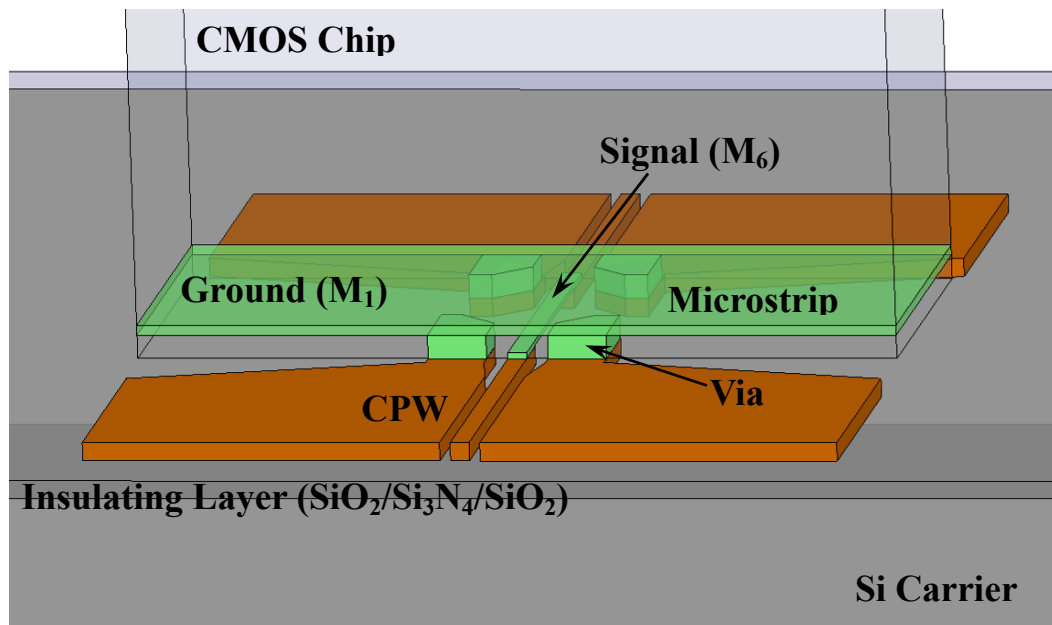 CMOS Chip
Signal (M₆)
Ground (M₁)
Microstrip
Via
CPW
Insulating Layer (SiO₂/Si₃N₄/SiO₂)
Si Carrier